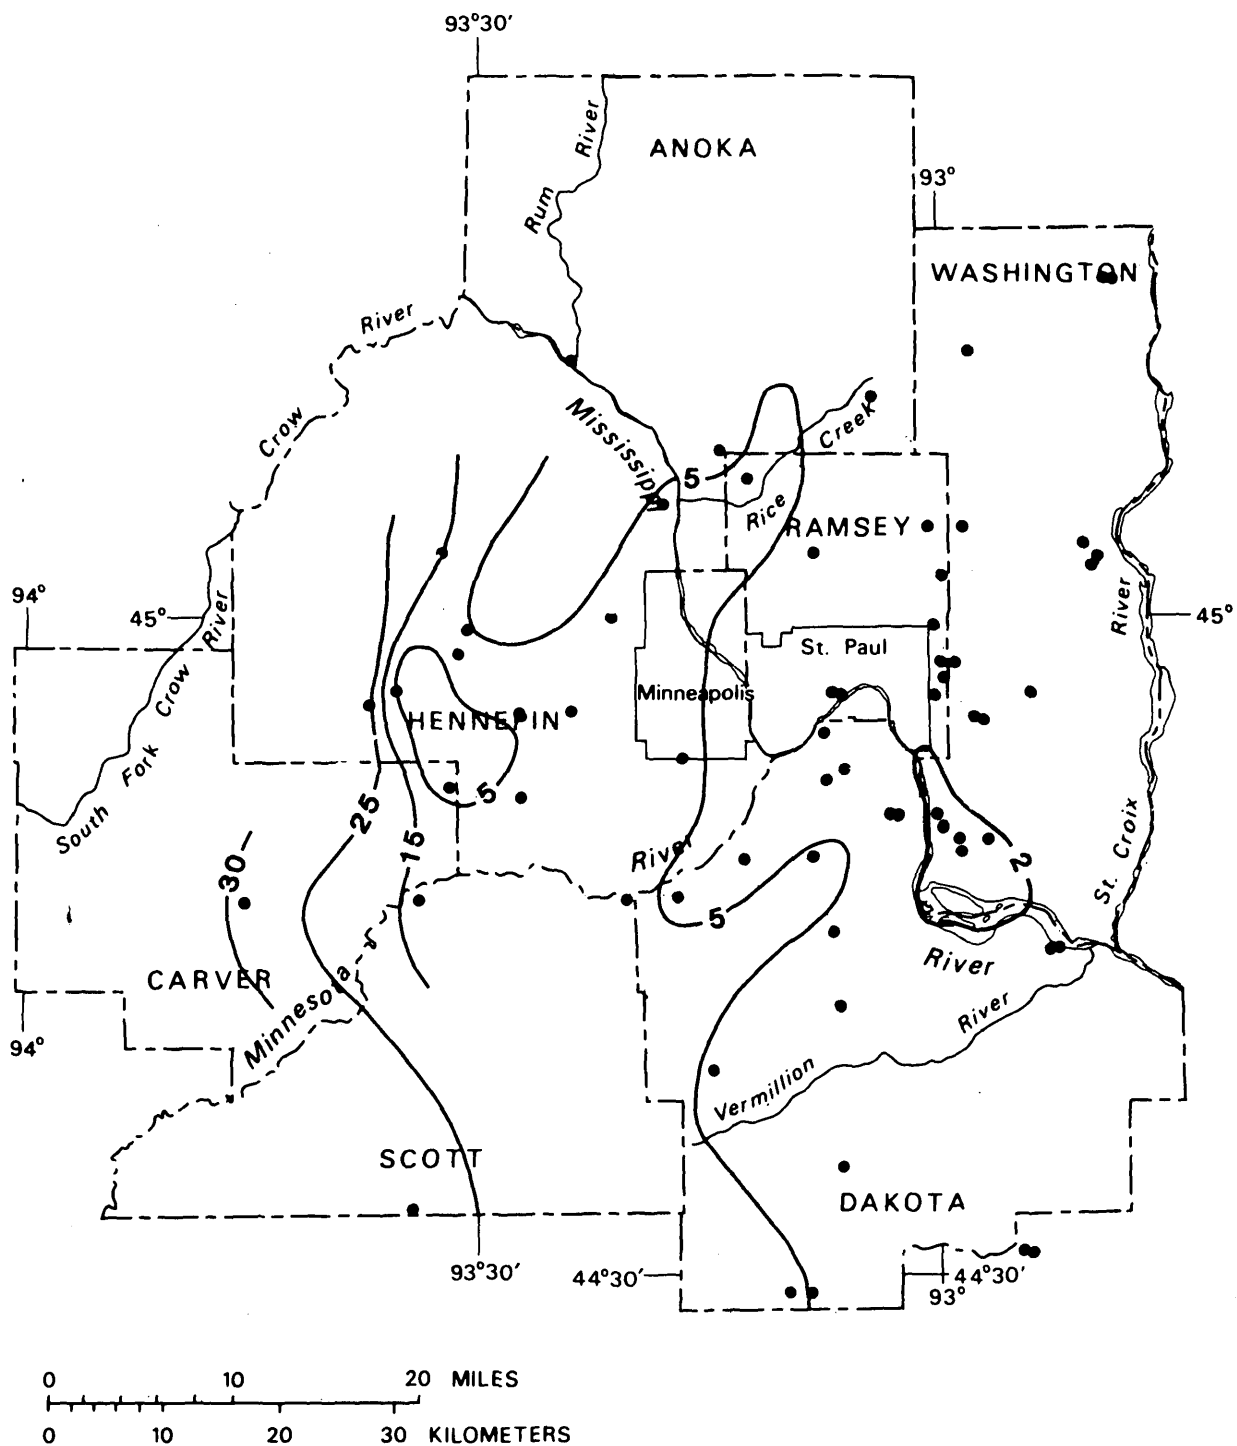 93°30′
River
ANOKA
93°
Rum
WASHINGTON
River
Crow
Mississippi
Creek
5
Rice
RAMSEY
94°
45°
River
River
45°
St. Paul
Crow
Minneapolis
HENNEPIN
Fork
South
5
25
15
River
2
St. Croix
30
5
River
CARVER
Minnesota
River
94°
Vermillion
SCOTT
DAKOTA
93°30′
44°30′
44°30′
93°
0 10 20 MILES
0 10 20 30 KILOMETERS